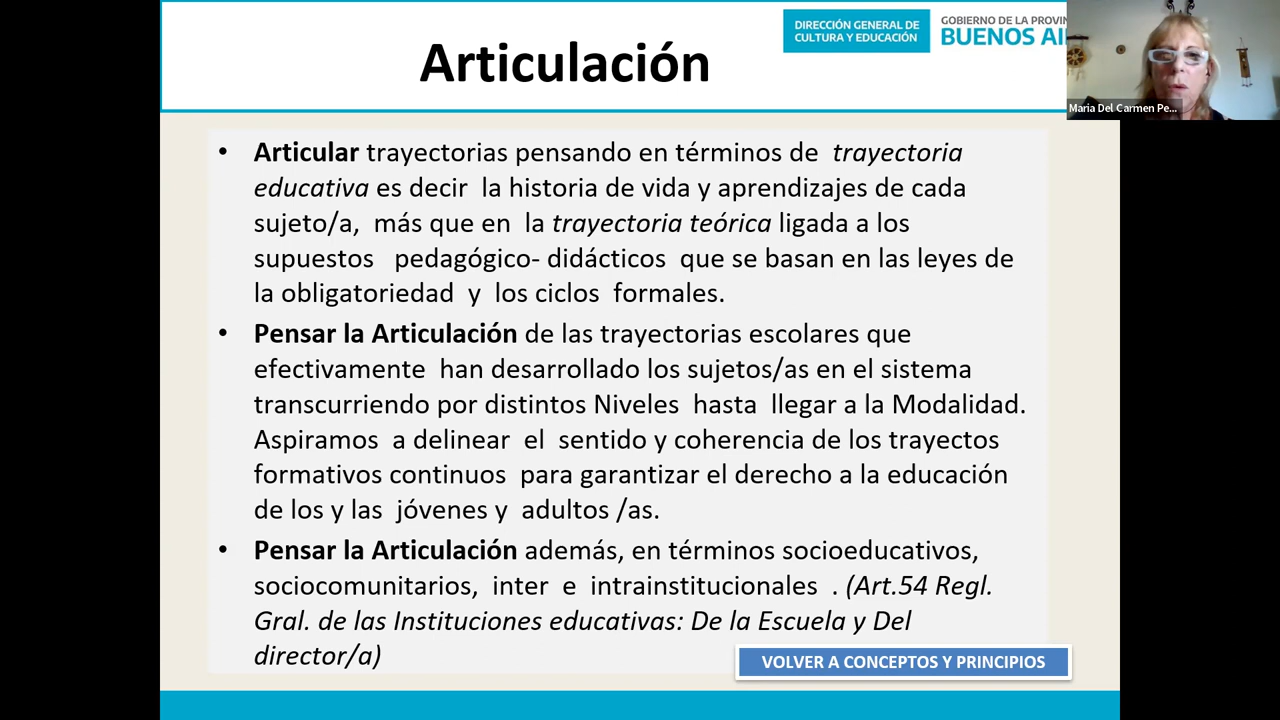 Articulación
DIRECCIÓN GENERAL DE
CULTURA Y EDUCACIÓN
GOBIERNO DE LA PROVIN
BUENOS AI
Maria Del Carmen Pe...
• Articular trayectorias pensando en términos de trayectoria
educativa es decir la historia de vida y aprendizajes de cada
sujeto/a, más que en la trayectoria teórica ligada a los
supuestos pedagógico- didácticos que se basan en las leyes de
la obligatoriedad y los ciclos formales.
• Pensar la Articulación de las trayectorias escolares que
efectivamente han desarrollado los sujetos/as en el sistema
transcurriendo por distintos Niveles hasta llegar a la Modalidad.
Aspiramos a delinear el sentido y coherencia de los trayectos
formativos continuos para garantizar el derecho a la educación
de los y las jóvenes y adultos /as.
• Pensar la Articulación además, en términos socioeducativos,
sociocomunitarios, inter e intrainstitucionales . (Art.54 Regl.
Gral. de las Instituciones educativas: De la Escuela y Del
director/a)
VOLVER A CONCEPTOS Y PRINCIPIOS